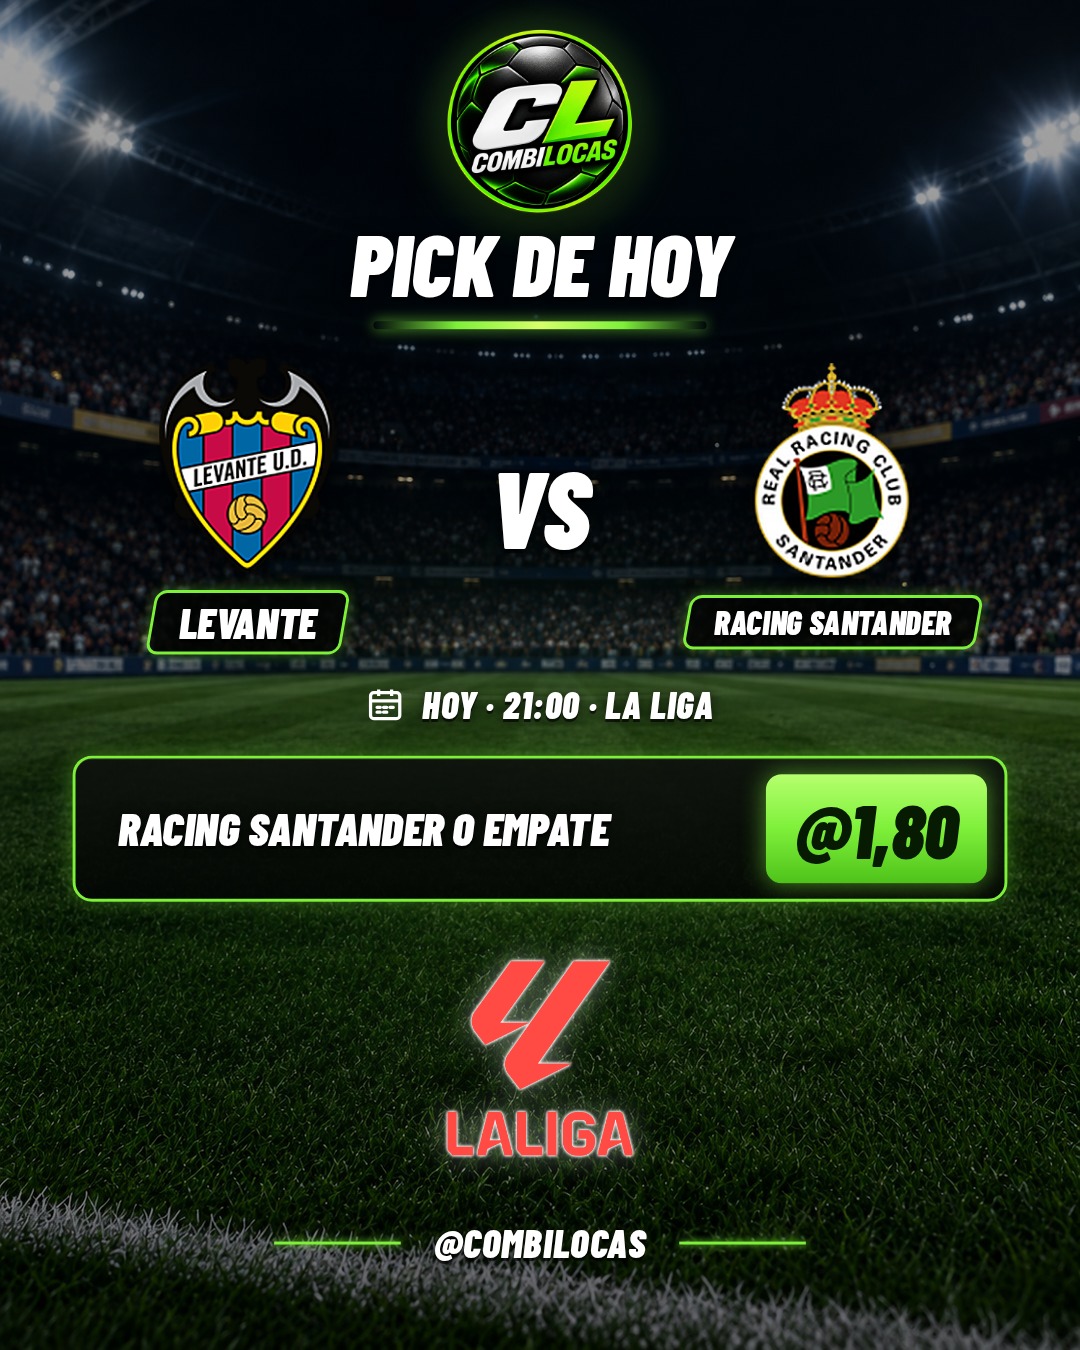 CL
COMBILOCAS
PICK DE HOY
LEVANTE U.D.
REAL RACING CLUB
SANTANDER
VS
LEVANTE
RACING SANTANDER
HOY · 21:00 · LA LIGA
RACING SANTANDER O EMPATE
@1,80
LALIGA
@COMBILOCAS